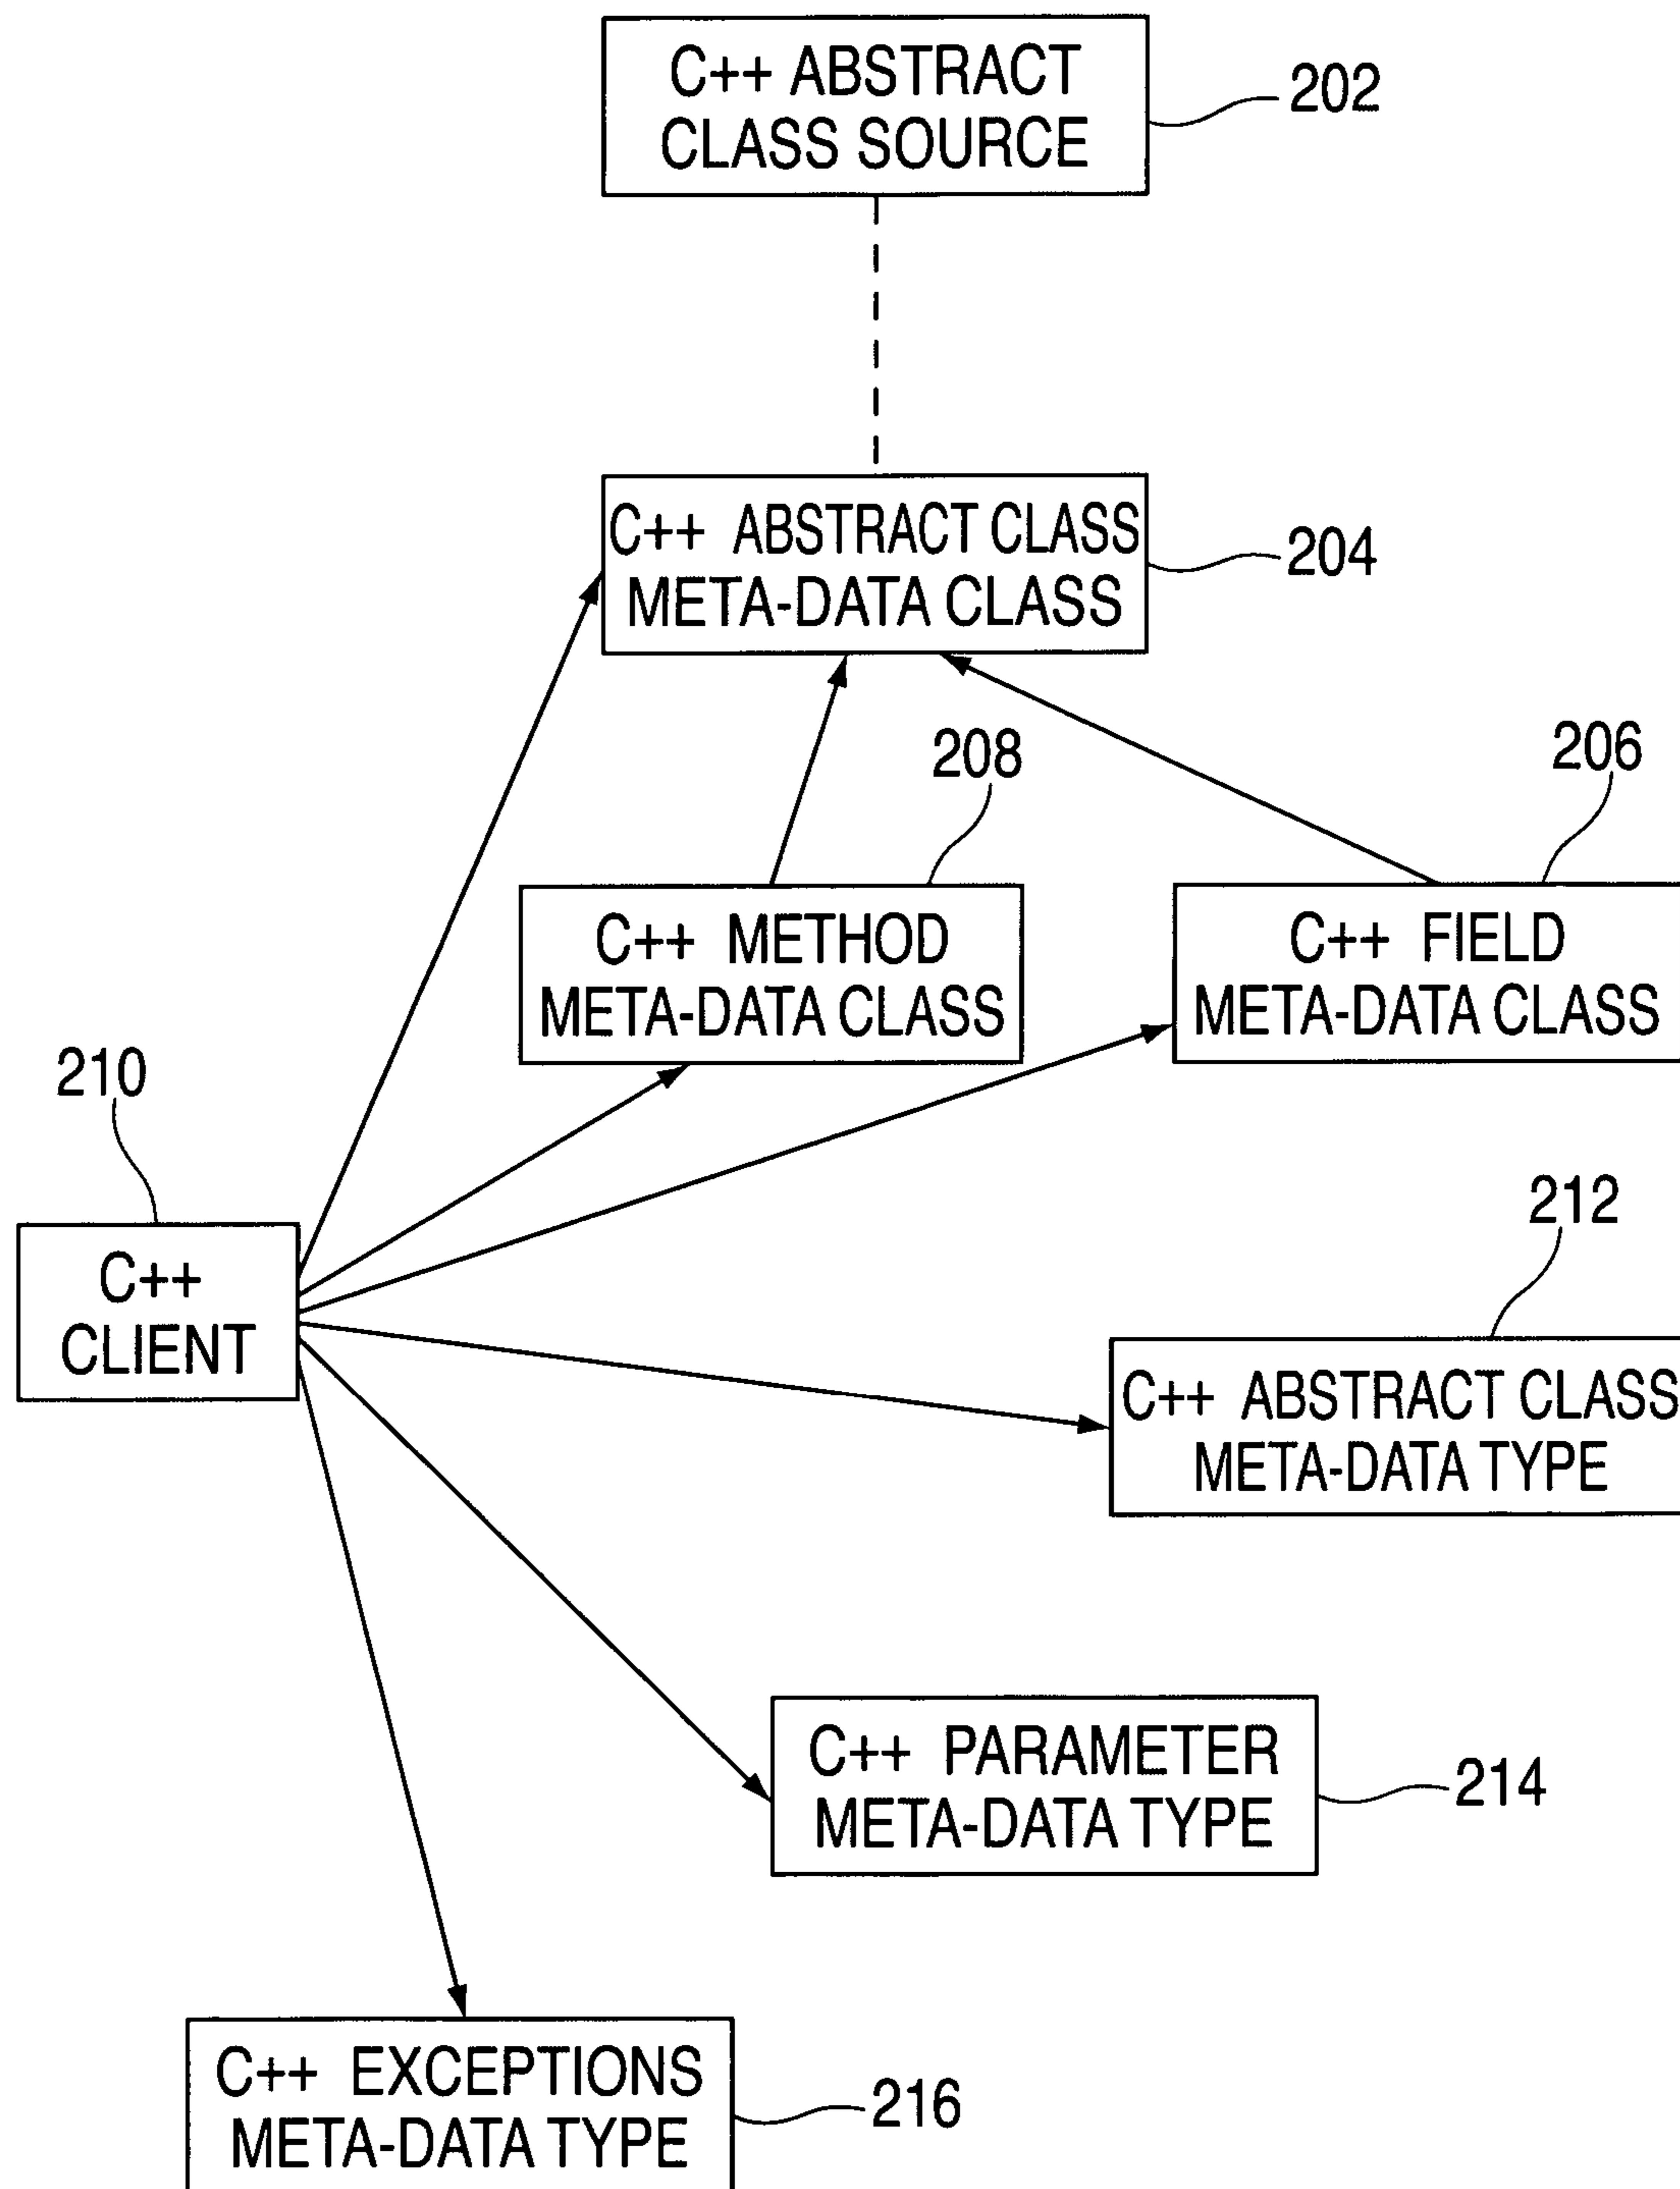 C++ ABSTRACT
CLASS SOURCE
202
C++ ABSTRACT CLASS
META-DATA CLASS
204
208
206
C++ METHOD
META-DATA CLASS
C++ FIELD
META-DATA CLASS
210
C++
CLIENT
212
C++ ABSTRACT CLASS
META-DATA TYPE
C++ PARAMETER
META-DATA TYPE
214
C++ EXCEPTIONS
META-DATA TYPE
216